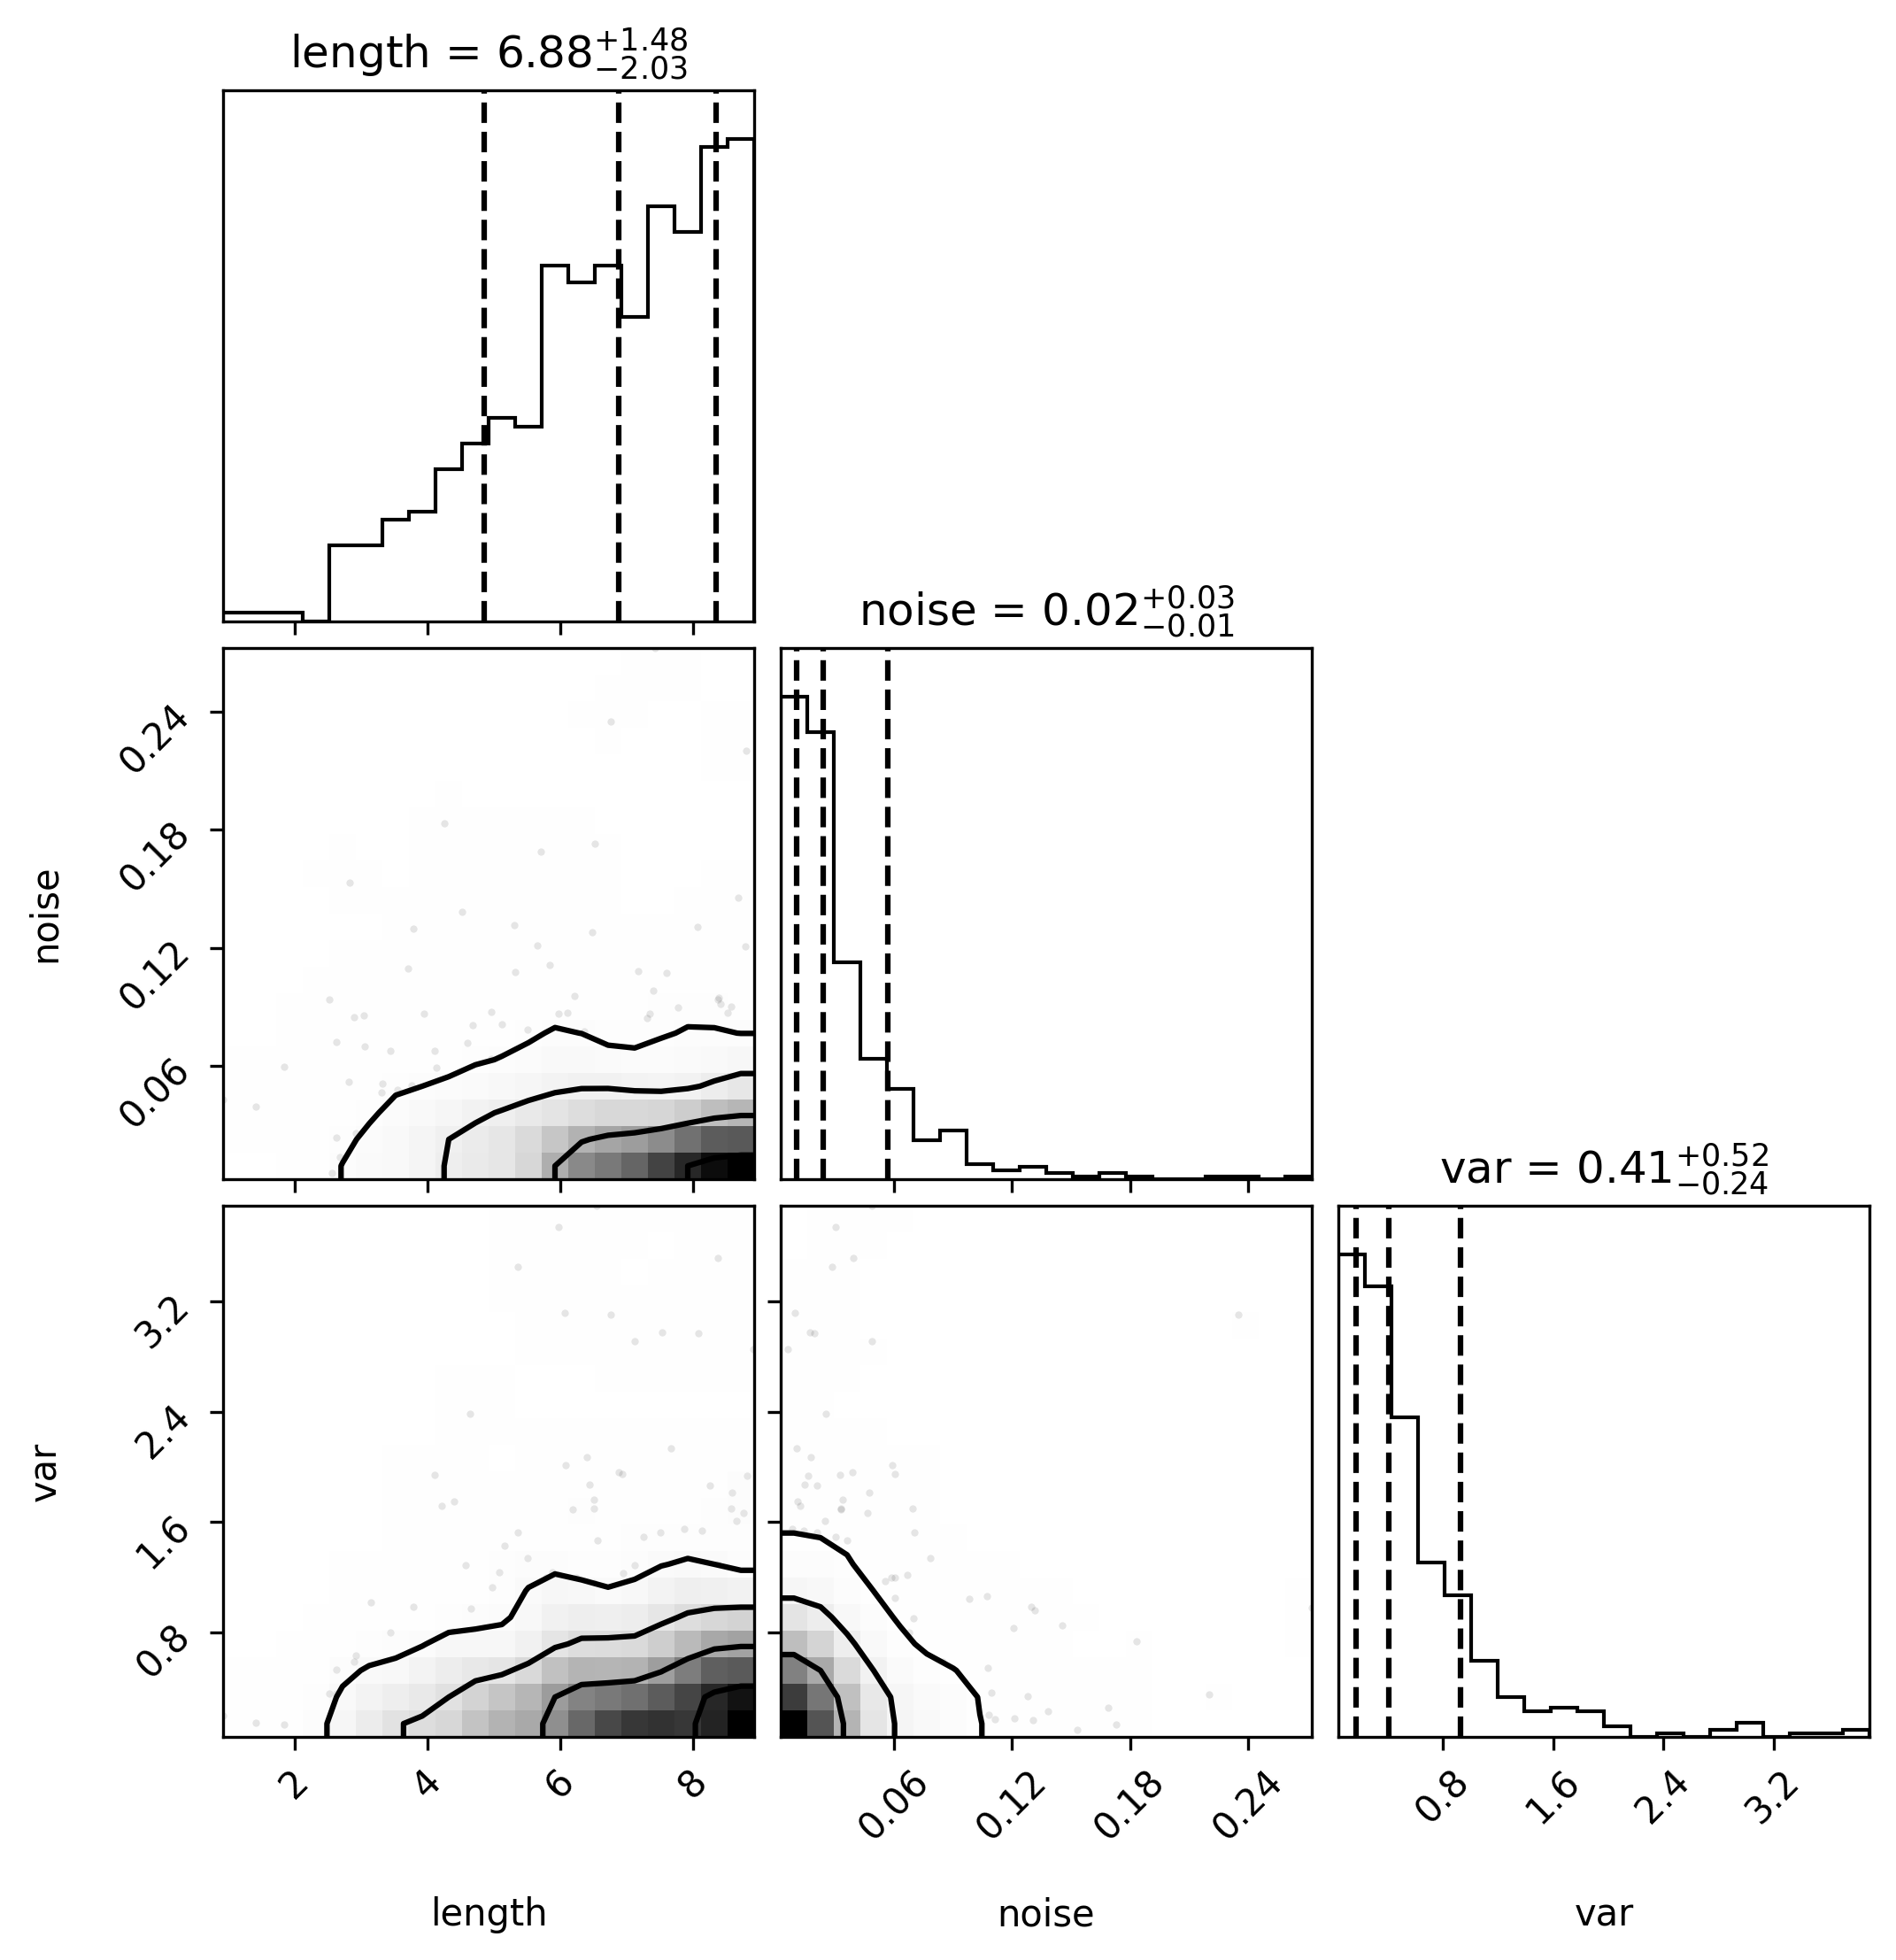 length = 6.88 +1.48 −2.03
noise = 0.02 +0.03 −0.01
0.24
0.18
0.12
0.06
noise
var = 0.41 +0.52 −0.24
3.2
2.4
1.6
0.8
var
2 4 6 8
0.06 0.12 0.18 0.24
0.8 1.6 2.4 3.2
length noise var